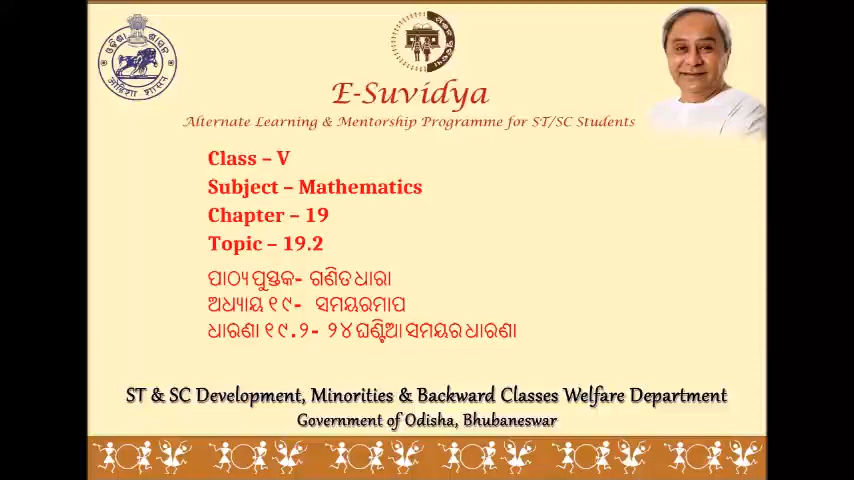 E-Suvidya
Alternate Learning & Mentorship Programme for ST/SC Students
Class – V
Subject – Mathematics
Chapter – 19
Topic – 19.2
ପାଠ୍ୟପୁସ୍ତକ- ଗଣିତ ଧାରା
ଅଧ୍ୟାୟ ୧୯- ସମୟର ମାପ
ଧାରଣା ୧୯.୨- ୨୪ ଘଣ୍ଟିଆ ସମୟର ଧାରଣା
ST & SC Development, Minorities & Backward Classes Welfare Department
Government of Odisha, Bhubaneswar